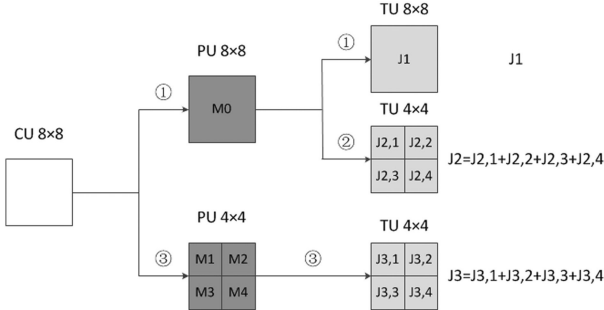 TU 8×8
PU 8×8
①
J1
J1
①
M0
TU 4×4
CU 8×8
②
J2,1 J2,2
J2,3 J2,4
J2=J2,1+J2,2+J2,3+J2,4
PU 4×4
TU 4×4
③
M1 M2
M3 M4
③
J3,1 J3,2
J3,3 J3,4
J3=J3,1+J3,2+J3,3+J3,4